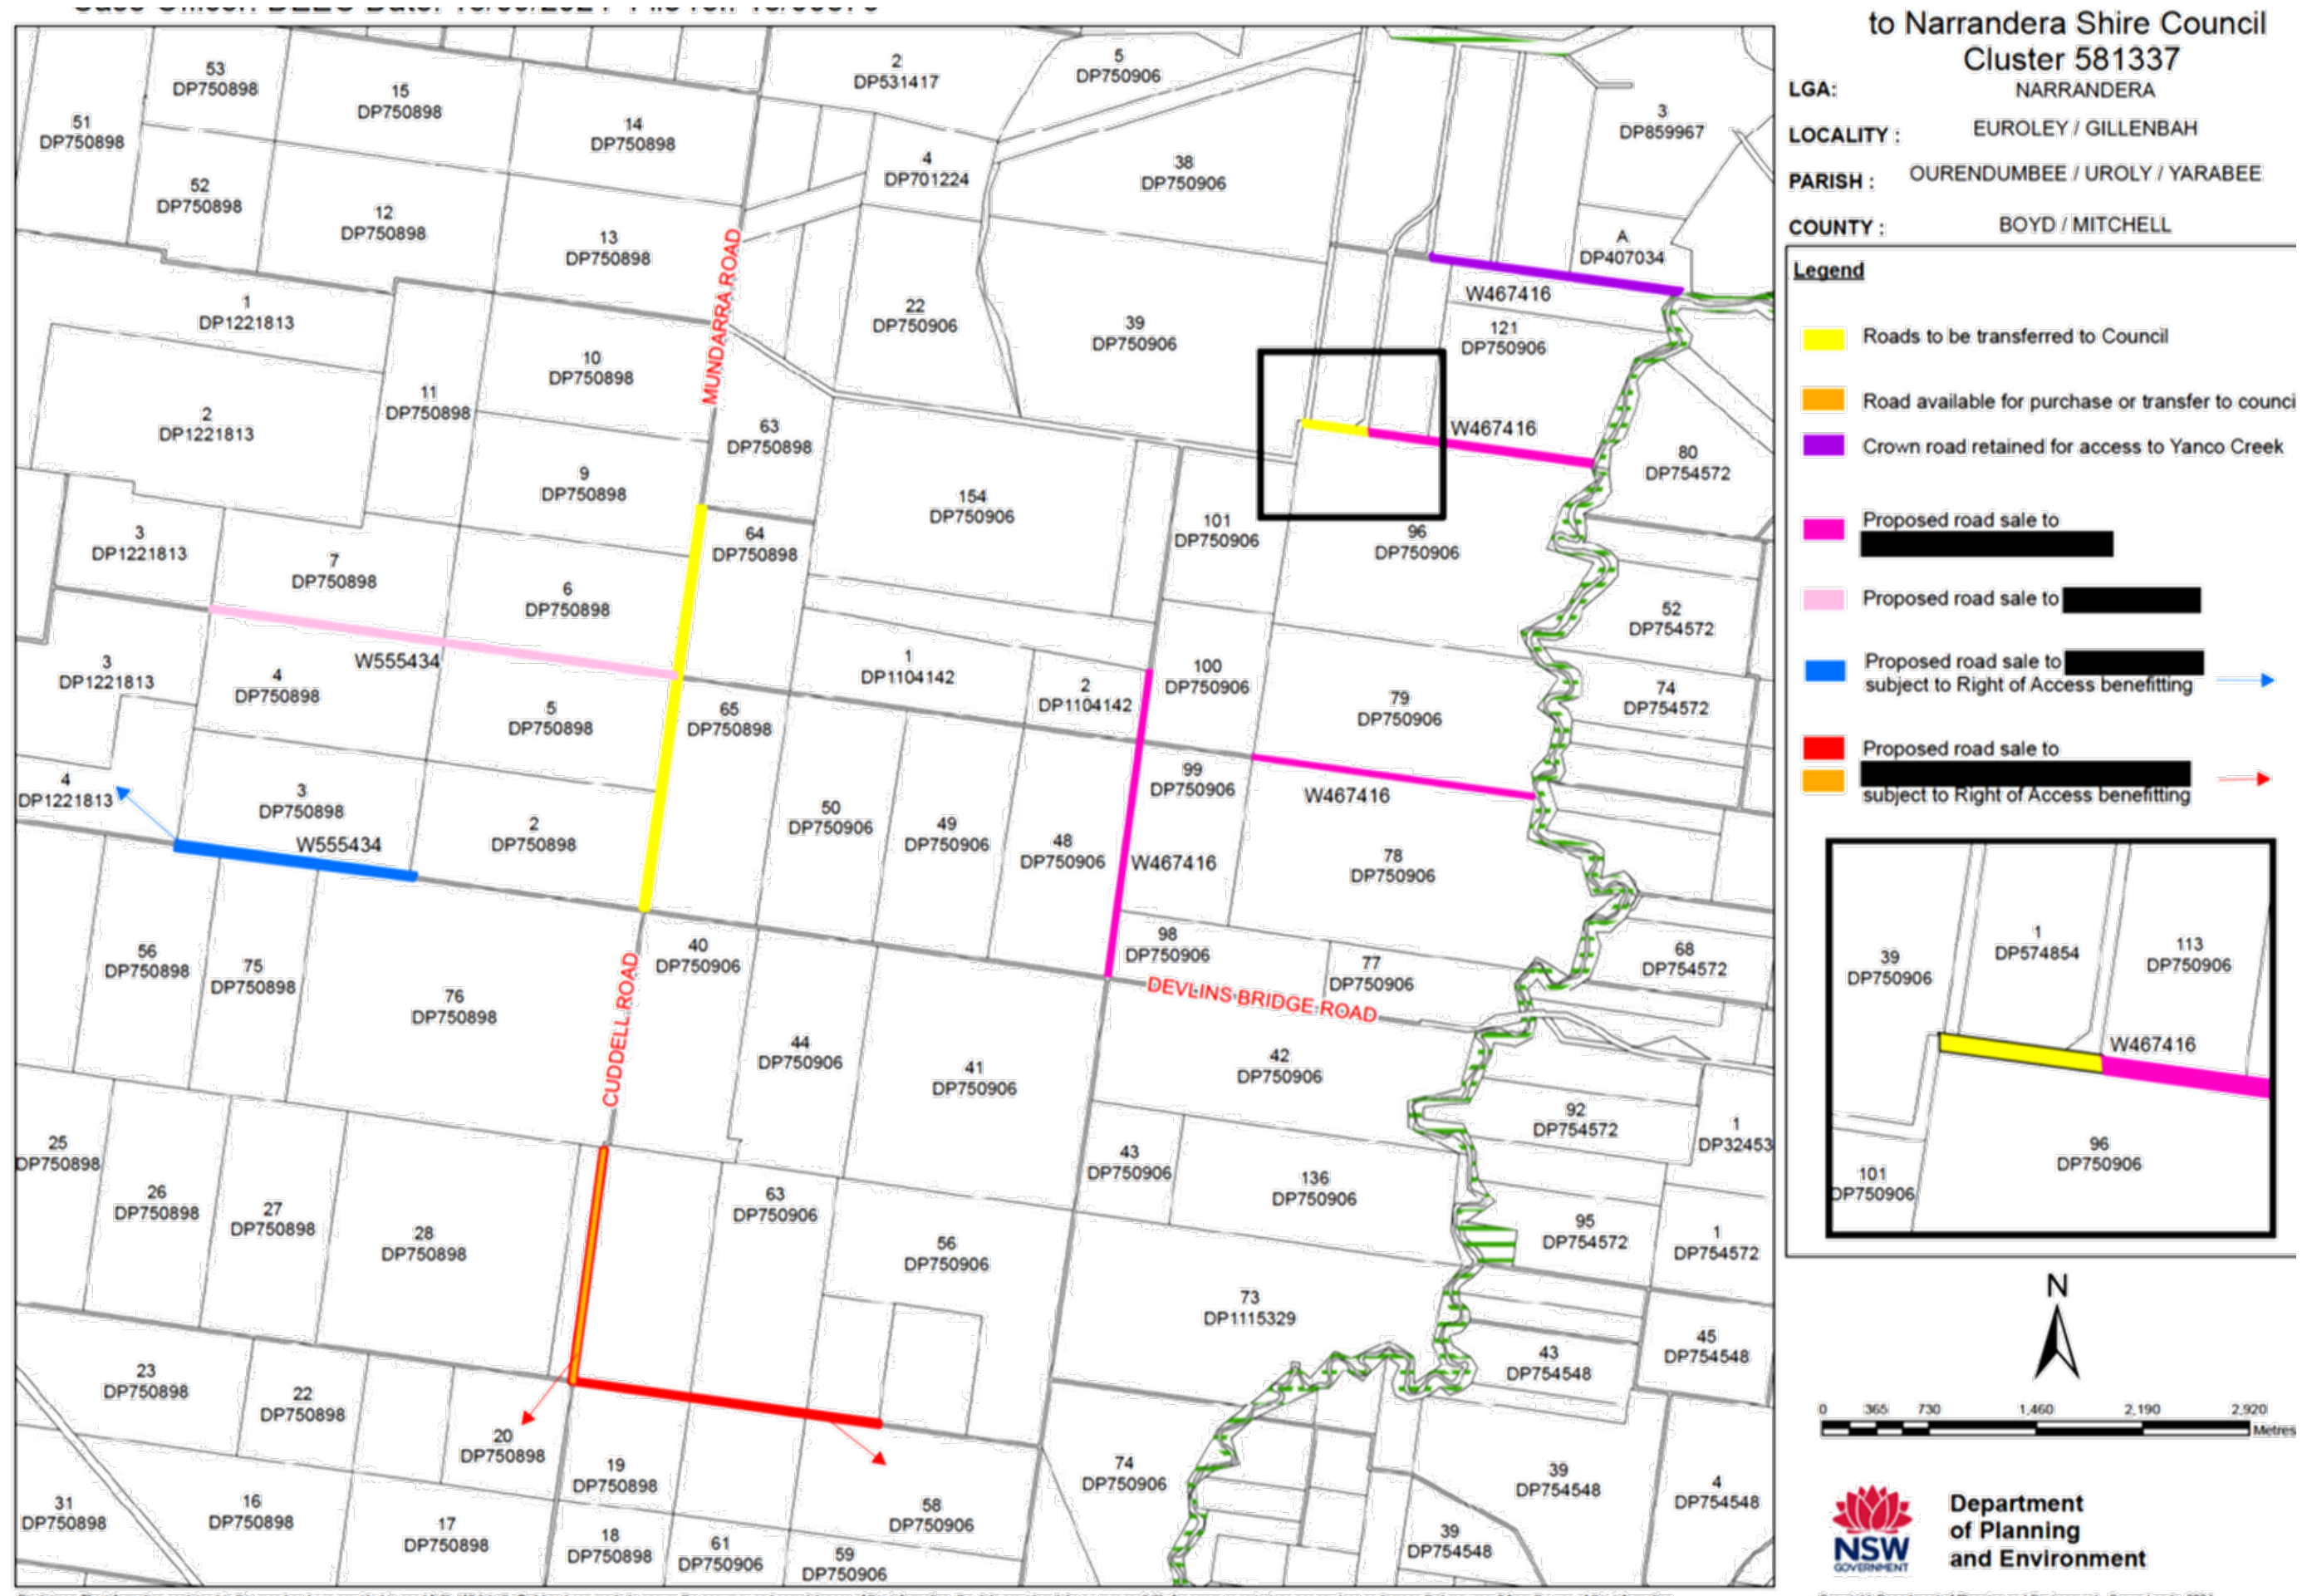 to Narrandera Shire Council
Cluster 581337
LGA: NARRANDERA
LOCALITY : EUROLEY / GILLENBAH
PARISH : OURENDUMBEE / UROLY / YARABEE
COUNTY : BOYD / MITCHELL
Legend
Roads to be transferred to Council
Road available for purchase or transfer to counci
Crown road retained for access to Yanco Creek
Proposed road sale to
Proposed road sale to
Proposed road sale to
subject to Right of Access benefitting
Proposed road sale to
subject to Right of Access benefitting
39
DP750906
1
DP574854
113
DP750906
W467416
96
DP750906
101
DP750906
N
0 365 730 1,460 2,190 2,920
Metres
NSW
GOVERNMENT
Department
of Planning
and Environment
53
DP750898
15
DP750898
14
DP750898
2
DP531417
5
DP750906
3
DP859967
51
DP750898
52
DP750898
12
DP750898
13
DP750898
4
DP701224
38
DP750906
A
DP407034
W467416
MUNDARRA ROAD
1
DP1221813
10
DP750898
22
DP750906
39
DP750906
121
DP750906
2
DP1221813
11
DP750898
9
DP750898
63
DP750898
W467416
80
DP754572
154
DP750906
101
DP750906
96
DP750906
3
DP1221813
7
DP750898
6
DP750898
64
DP750898
52
DP754572
W555434
3
DP1221813
4
DP750898
5
DP750898
65
DP750898
1
DP1104142
2
DP1104142
100
DP750906
79
DP750906
74
DP754572
4
DP1221813
3
DP750898
W555434
2
DP750898
50
DP750906
49
DP750906
48
DP750906
99
DP750906
W467416
W467416
78
DP750906
56
DP750898
75
DP750898
76
DP750898
CUDDELL ROAD
40
DP750906
98
DP750906
77
DP750906
68
DP754572
DEVLINS BRIDGE ROAD
44
DP750906
41
DP750906
42
DP750906
92
DP754572
1
DP32453
25
DP750898
26
DP750898
27
DP750898
28
DP750898
63
DP750906
56
DP750906
43
DP750906
136
DP750906
95
DP754572
1
DP754572
73
DP1115329
43
DP754548
45
DP754548
23
DP750898
22
DP750898
20
DP750898
19
DP750898
74
DP750906
39
DP754548
4
DP754548
31
DP750898
16
DP750898
17
DP750898
18
DP750898
61
DP750906
58
DP750906
59
DP750906
39
DP754548